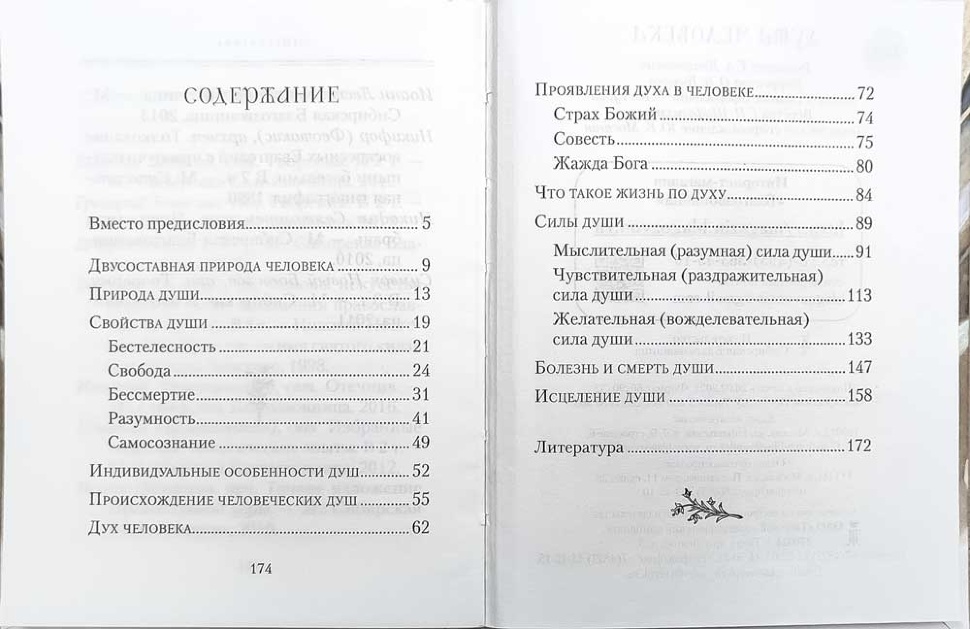 СОДЕРЖАНИЕ
Вместо предисловия.....5
Двусоставная природа человека.....9
Природа души.....13
Свойства души.....19
Бестелесность.....21
Свобода.....24
Бессмертие.....31
Разумность.....41
Самосознание.....49
Индивидуальные особенности душ.....52
Происхождение человеческих душ.....55
Дух человека.....62
174
Проявления духа в человеке.....72
Страх Божий.....74
Совесть.....75
Жажда Бога.....80
Что такое жизнь по духу.....84
Силы души.....89
Мыслительная (разумная) сила души.....91
Чувствительная (раздражительная)
сила души.....113
Желательная (вожделевательная)
сила души.....133
Болезнь и смерть души.....147
Исцеление души.....158
Литература.....172